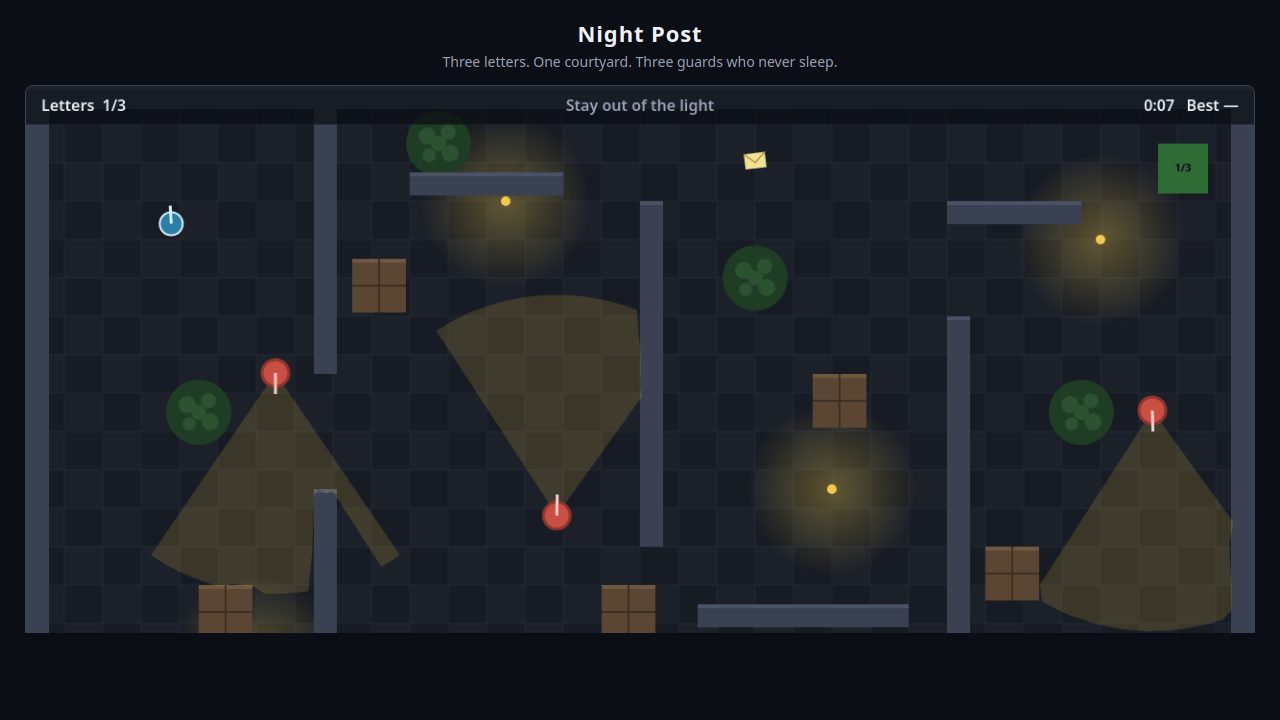 Night Post
Three letters. One courtyard. Three guards who never sleep.
Letters 1/3
Stay out of the light
0:07 Best —
1/3